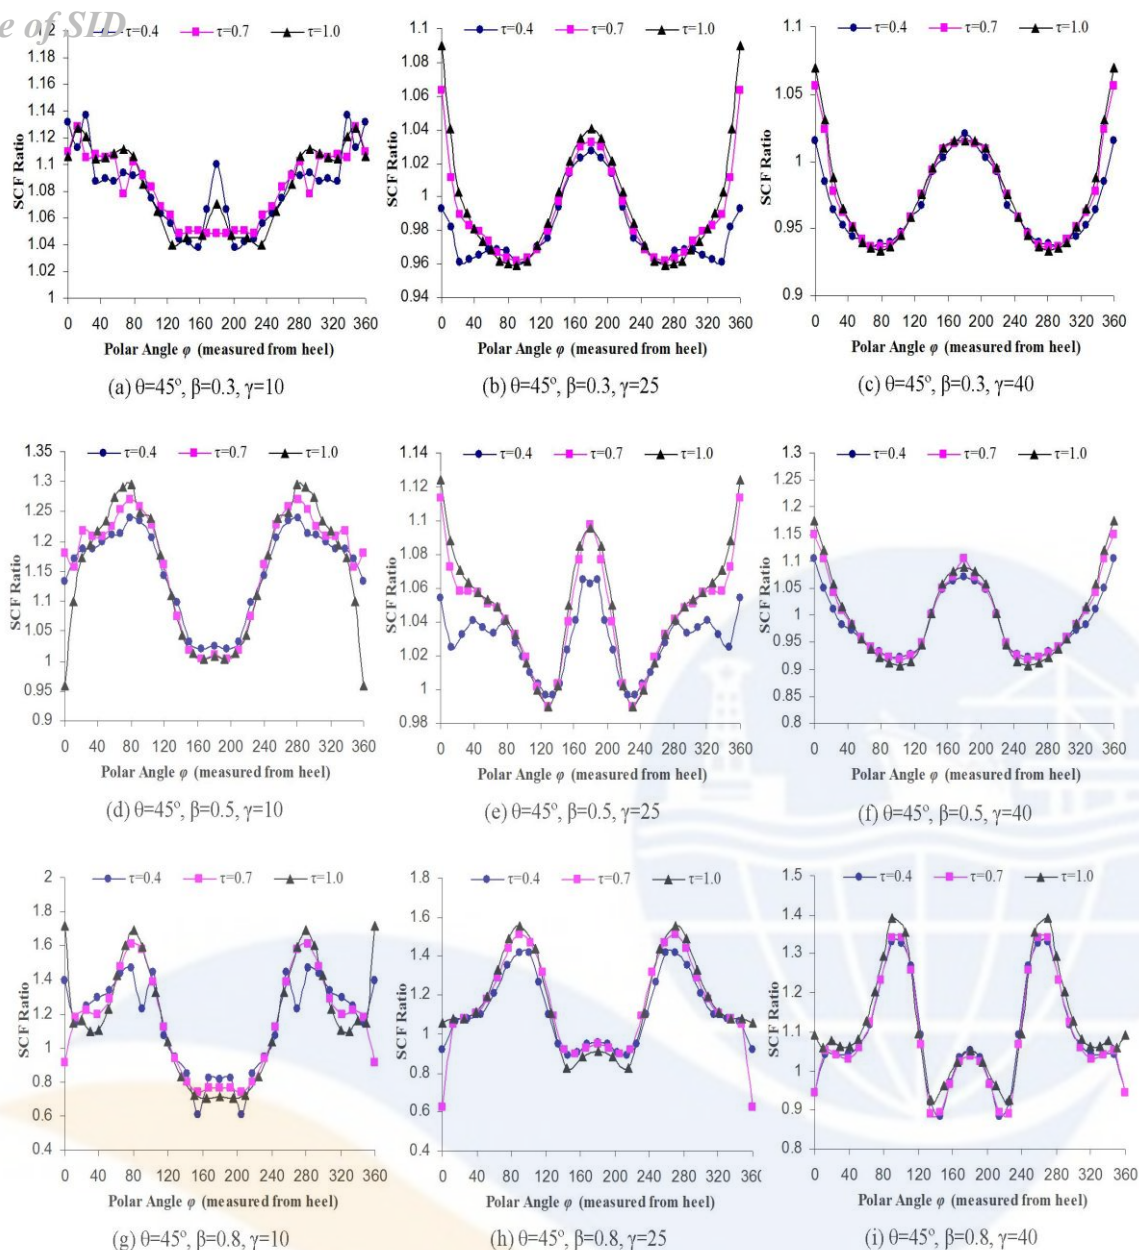 e of SID
τ=0.4 τ=0.7 τ=1.0
1.2
1.18
1.16
1.14
1.12
1.1
1.08
1.06
1.04
1.02
1
SCF Ratio
0 40 80 120 160 200 240 280 320 360
Polar Angle φ (measured from heel)
(a) θ=45º, β=0.3, γ=10
τ=0.4 τ=0.7 τ=1.0
1.1
1.08
1.06
1.04
1.02
1
0.98
0.96
0.94
SCF Ratio
0 40 80 120 160 200 240 280 320 360
Polar Angle φ (measured from heel)
(b) θ=45º, β=0.3, γ=25
τ=0.4 τ=0.7 τ=1.0
1.1
1.05
1
0.95
0.9
SCF Ratio
0 40 80 120 160 200 240 280 320 360
Polar Angle φ (measured from heel)
(c) θ=45º, β=0.3, γ=40
τ=0.4 τ=0.7 τ=1.0
1.35
1.3
1.25
1.2
1.15
1.1
1.05
1
0.95
0.9
SCF Ratio
0 40 80 120 160 200 240 280 320 360
Polar Angle φ (measured from heel)
(d) θ=45º, β=0.5, γ=10
τ=0.4 τ=0.7 τ=1.0
1.14
1.12
1.1
1.08
1.06
1.04
1.02
1
0.98
SCF Ratio
0 40 80 120 160 200 240 280 320 360
Polar Angle φ (measured from heel)
(e) θ=45º, β=0.5, γ=25
τ=0.4 τ=0.7 τ=1.0
1.3
1.25
1.2
1.15
1.1
1.05
1
0.95
0.9
0.85
0.8
SCF Ratio
0 40 80 120 160 200 240 280 320 360
Polar Angle φ (measured from heel)
(f) θ=45º, β=0.5, γ=40
τ=0.4 τ=0.7 τ=1.0
2
1.8
1.6
1.4
1.2
1
0.8
0.6
0.4
SCF Ratio
0 40 80 120 160 200 240 280 320 360
Polar Angle φ (measured from heel)
(g) θ=45º, β=0.8, γ=10
τ=0.4 τ=0.7 τ=1.0
1.8
1.6
1.4
1.2
1
0.8
0.6
0.4
SCF Ratio
0 40 80 120 160 200 240 280 320 360
Polar Angle φ (measured from heel)
(h) θ=45º, β=0.8, γ=25
τ=0.4 τ=0.7 τ=1.0
1.5
1.4
1.3
1.2
1.1
1
0.9
0.8
SCF Ratio
0 40 80 120 160 200 240 280 320 360
Polar Angle φ (measured from heel)
(i) θ=45º, β=0.8, γ=40